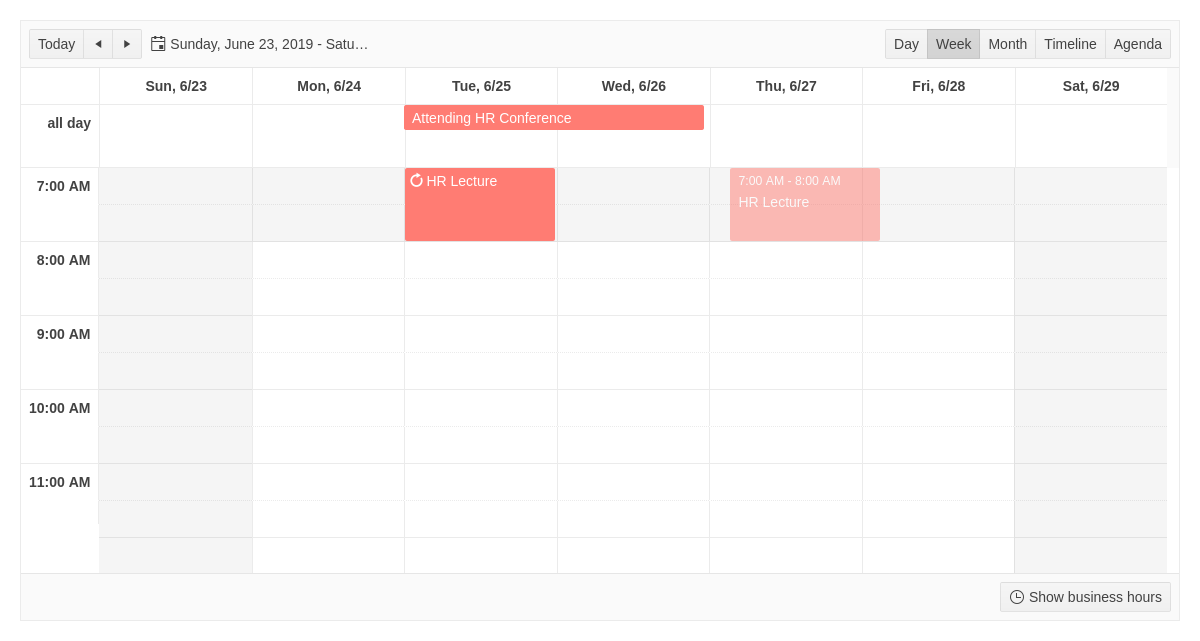 Today
Sunday, June 23, 2019 - Satu…
Day Week Month Timeline Agenda
Sun, 6/23 Mon, 6/24 Tue, 6/25 Wed, 6/26 Thu, 6/27 Fri, 6/28 Sat, 6/29
all day
Attending HR Conference
7:00 AM
HR Lecture
7:00 AM - 8:00 AM
HR Lecture
8:00 AM
9:00 AM
10:00 AM
11:00 AM
Show business hours